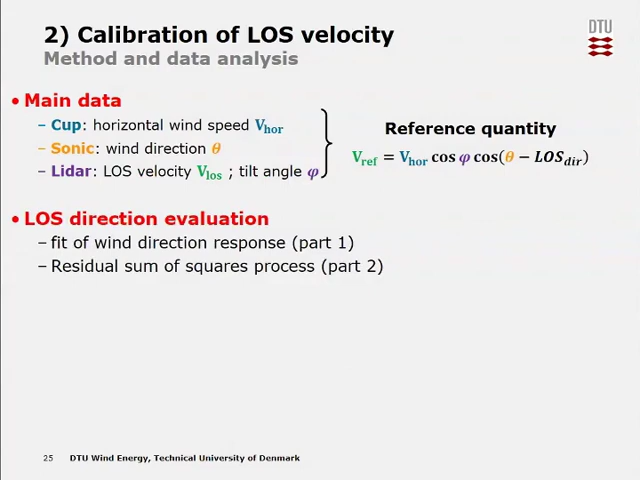 2) Calibration of LOS velocity
DTU
Method and data analysis
• Main data
– Cup: horizontal wind speed V_hor
– Sonic: wind direction θ
– Lidar: LOS velocity V_los ; tilt angle φ
Reference quantity
V_ref = V_hor cos φ cos(θ − LOS_dir)
• LOS direction evaluation
– fit of wind direction response (part 1)
– Residual sum of squares process (part 2)
25 DTU Wind Energy, Technical University of Denmark